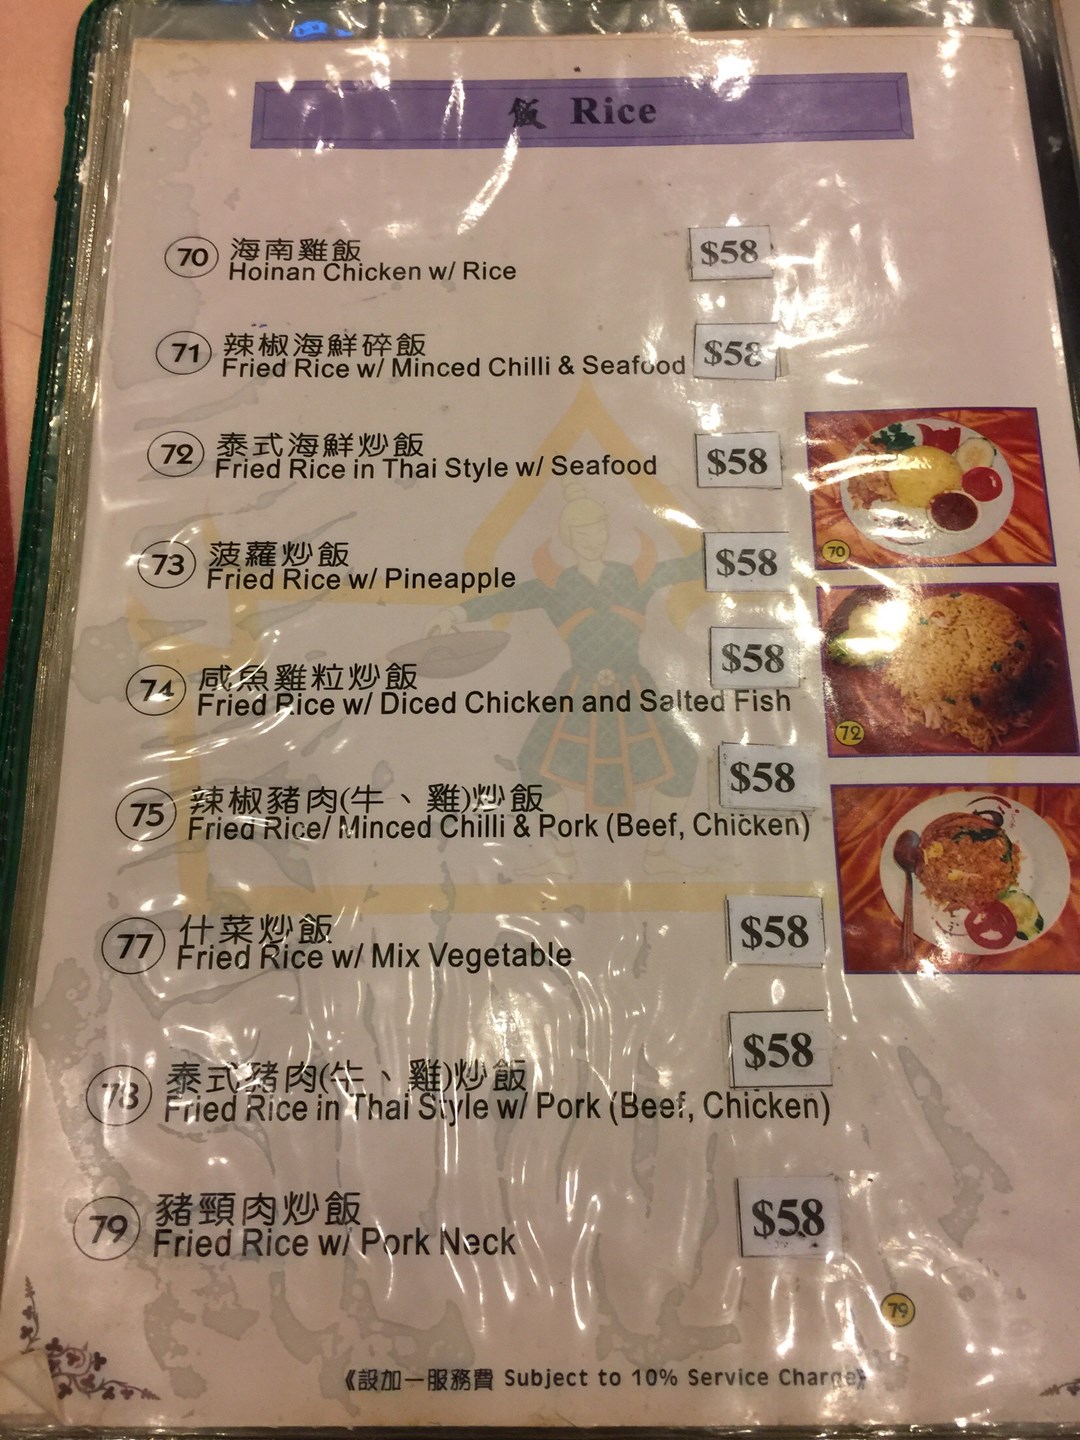 飯 Rice
70 海南雞飯 $58
Hoinan Chicken w/ Rice
71 辣椒海鮮碎飯 $58
Fried Rice w/ Minced Chilli & Seafood
72 泰式海鮮炒飯 $58
Fried Rice in Thai Style w/ Seafood
73 菠蘿炒飯 $58
Fried Rice w/ Pineapple
74 咸魚雞粒炒飯 $58
Fried Rice w/ Diced Chicken and Salted Fish
75 辣椒豬肉(牛、雞)炒飯 $58
Fried Rice/ Minced Chilli & Pork (Beef, Chicken)
77 什菜炒飯 $58
Fried Rice w/ Mix Vegetable
78 泰式豬肉(牛、雞)炒飯 $58
Fried Rice in Thai Style w/ Pork (Beef, Chicken)
79 豬頸肉炒飯 $58
Fried Rice w/ Pork Neck
70
72
79
《設加一服務費 Subject to 10% Service Charge》